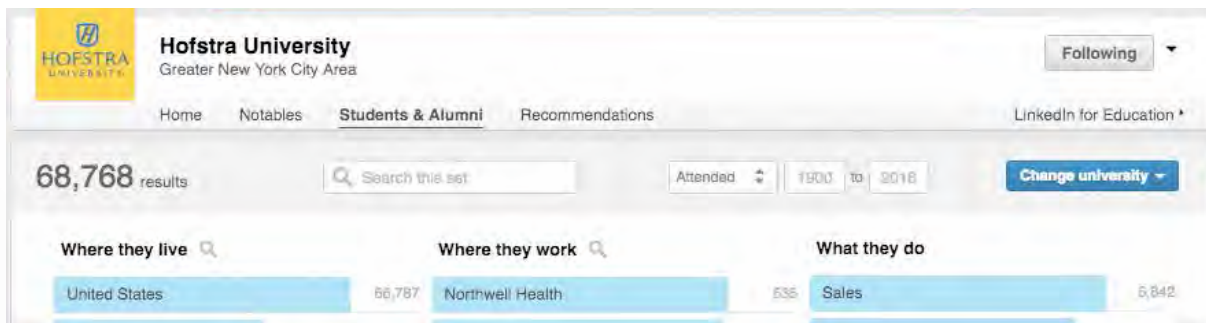 HOFSTRA
UNIVERSITY
Hofstra University
Greater New York City Area
Following
Home Notables Students & Alumni Recommendations LinkedIn for Education
68,768 results Search this set Attended 1900 to 2018 Change university
Where they live Where they work What they do
United States 66,787 Northwell Health 535 Sales 6,842